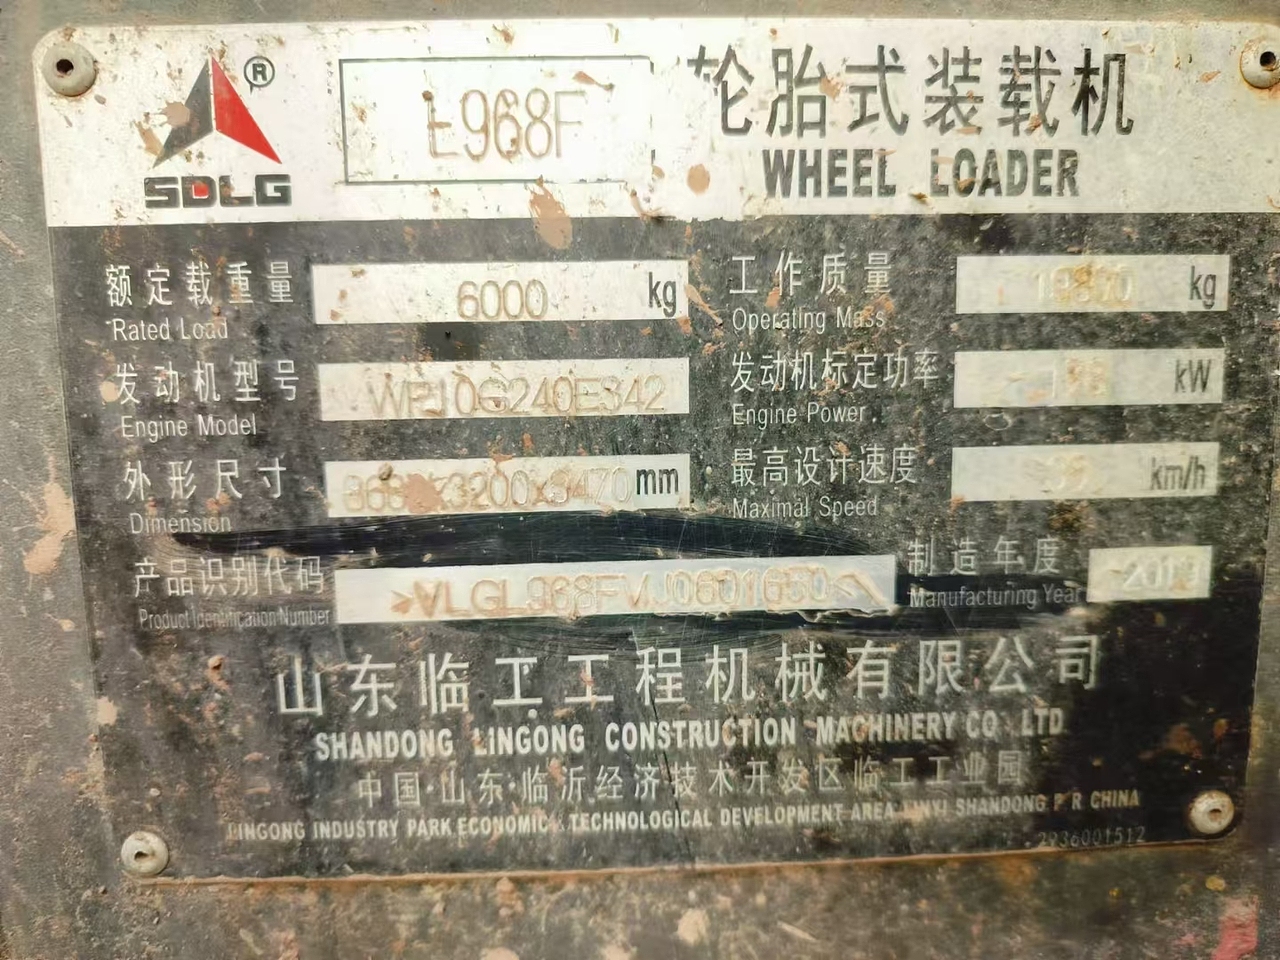 SDLG ®
L968F
轮胎式装载机
WHEEL LOADER
额定载重量 6000 kg
Rated Load
工作质量 kg
Operating Mass
发动机型号 WP10G240E342
Engine Model
发动机标定功率 kW
Engine Power
外形尺寸 mm
Dimension
最高设计速度 km/h
Maximal Speed
产品识别代码 VLGL968FVJ0601650
Product Identification Number
制造年度
Manufacturing Year
山东临工工程机械有限公司
SHANDONG LINGONG CONSTRUCTION MACHINERY CO LTD
中国·山东·临沂经济技术开发区临工工业园
LINGONG INDUSTRY PARK ECONOMIC & TECHNOLOGICAL DEVELOPMENT AREA LINYI SHANDONG P R CHINA
2936001512